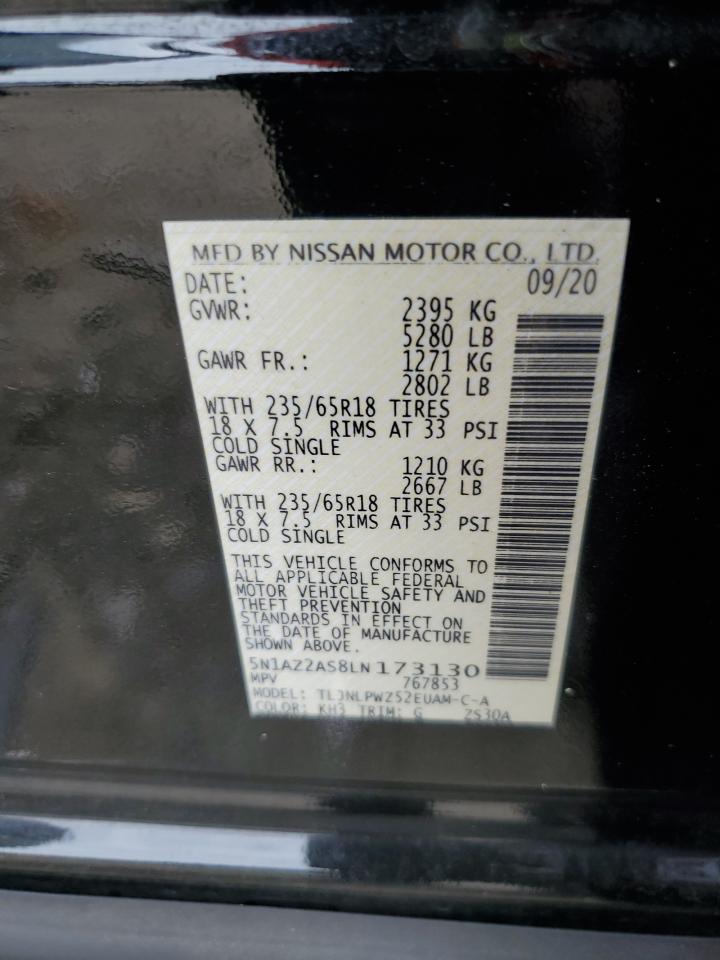 MFD BY NISSAN MOTOR CO., LTD.
DATE: 09/20
GVWR: 2395 KG
5280 LB
GAWR FR.: 1271 KG
2802 LB
WITH 235/65R18 TIRES
18 X 7.5 RIMS AT 33 PSI
COLD SINGLE
GAWR RR.: 1210 KG
2667 LB
WITH 235/65R18 TIRES
18 X 7.5 RIMS AT 33 PSI
COLD SINGLE
THIS VEHICLE CONFORMS TO
ALL APPLICABLE FEDERAL
MOTOR VEHICLE SAFETY AND
THEFT PREVENTION
STANDARDS IN EFFECT ON
THE DATE OF MANUFACTURE
SHOWN ABOVE.
5N1AZ2AS8LN173130
MPV 767853
MODEL: TLJNLPWZ52EUAM-C-A
COLOR: KH3 TRIM: G ZS30A